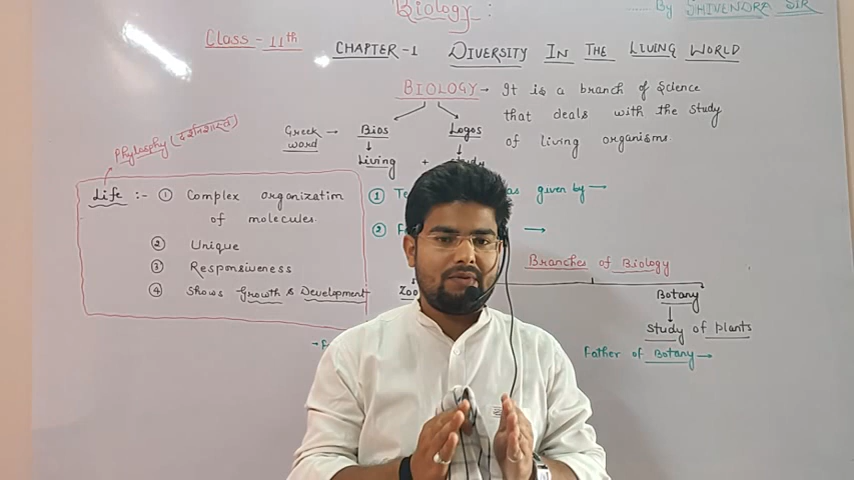 Biology :
...... By SHIVENDRA SIR
Class - 11th
CHAPTER-1 DIVERSITY IN THE LIVING WORLD
BIOLOGY → It is a branch of Science
that deals with the study
of living organisms.
Greek word → Bios Logos
Living + study
Phylosphy (दर्शनशास्त्र)
Life :- ① Complex organization
of molecules.
② Unique
③ Responsiveness
④ Shows Growth & Development
① as given by →
② →
Branches of Biology
Zoo
Botany
Study of plants
Father of Botany →